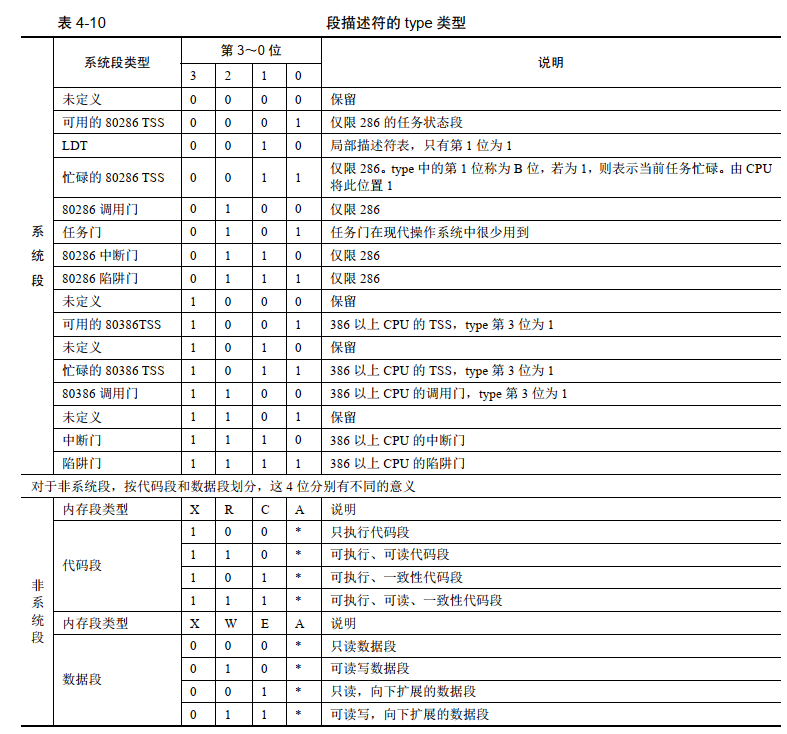 表 4-10 段描述符的 type 类型
系统段类型 第 3～0 位 说明
3 2 1 0
系统段
未定义 0 0 0 0 保留
可用的 80286 TSS 0 0 0 1 仅限 286 的任务状态段
LDT 0 0 1 0 局部描述符表，只有第 1 位为 1
忙碌的 80286 TSS 0 0 1 1 仅限 286。type 中的第 1 位称为 B 位，若为 1，则表示当前任务忙碌。由 CPU
将此位置 1
80286 调用门 0 1 0 0 仅限 286
任务门 0 1 0 1 任务门在现代操作系统中很少用到
80286 中断门 0 1 1 0 仅限 286
80286 陷阱门 0 1 1 1 仅限 286
未定义 1 0 0 0 保留
可用的 80386TSS 1 0 0 1 386 以上 CPU 的 TSS，type 第 3 位为 1
未定义 1 0 1 0 保留
忙碌的 80386 TSS 1 0 1 1 386 以上 CPU 的 TSS，type 第 3 位为 1
80386 调用门 1 1 0 0 386 以上 CPU 的调用门，type 第 3 位为 1
未定义 1 1 0 1 保留
中断门 1 1 1 0 386 以上 CPU 的中断门
陷阱门 1 1 1 1 386 以上 CPU 的陷阱门
对于非系统段，按代码段和数据段划分，这 4 位分别有不同的意义
非系统段
内存段类型 X R C A 说明
代码段
1 0 0 * 只执行代码段
1 1 0 * 可执行、可读代码段
1 0 1 * 可执行、一致性代码段
1 1 1 * 可执行、可读、一致性代码段
内存段类型 X W E A 说明
数据段
0 0 0 * 只读数据段
0 1 0 * 可读写数据段
0 0 1 * 只读，向下扩展的数据段
0 1 1 * 可读写，向下扩展的数据段